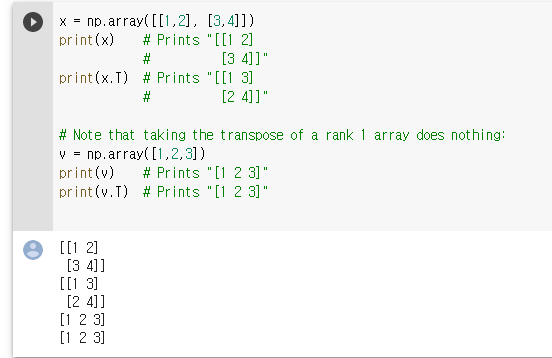 x = np.array([[1,2], [3,4]])
print(x)    # Prints "[[1 2]
            #          [3 4]]"
print(x.T)  # Prints "[[1 3]
            #          [2 4]]"

# Note that taking the transpose of a rank 1 array does nothing:
v = np.array([1,2,3])
print(v)    # Prints "[1 2 3]"
print(v.T)  # Prints "[1 2 3]"

[[1 2]
 [3 4]]
[[1 3]
 [2 4]]
[1 2 3]
[1 2 3]